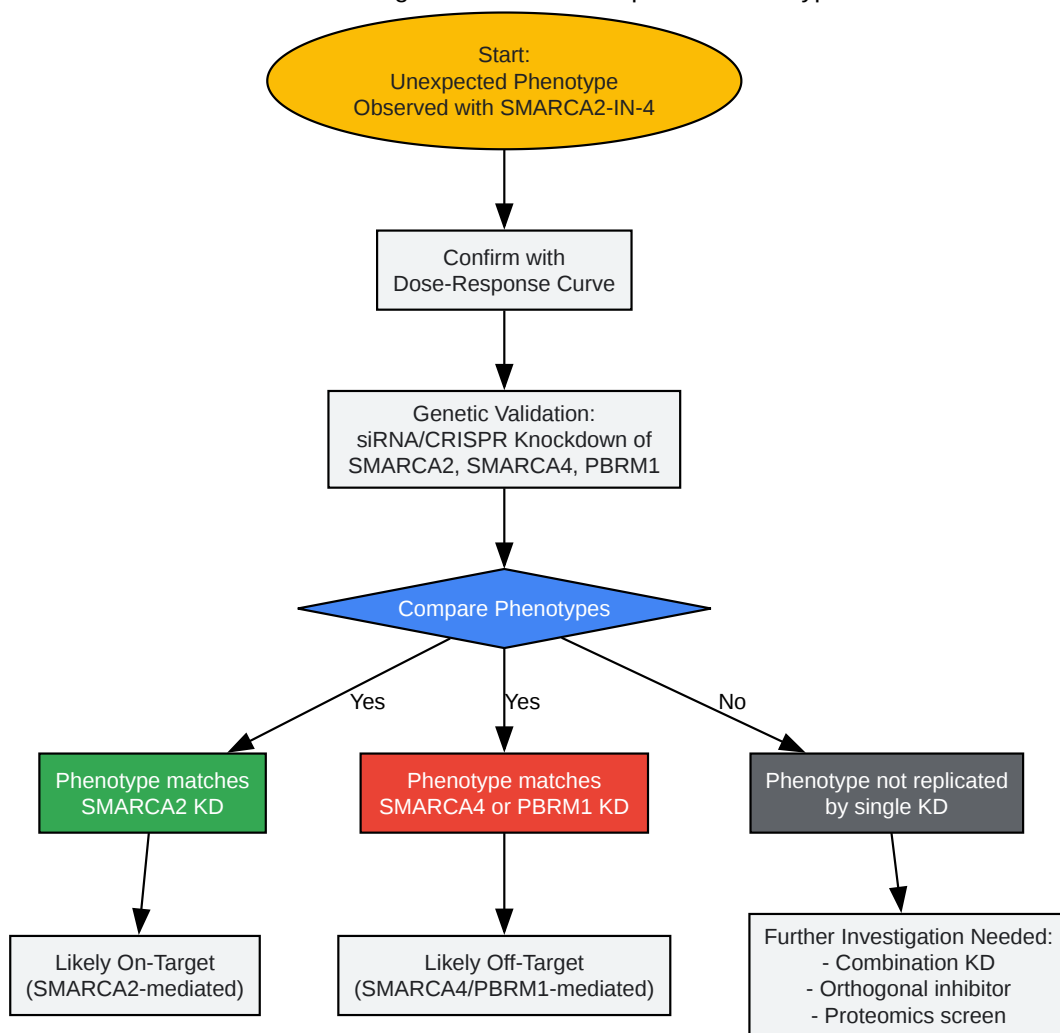 Start:
Unexpected Phenotype
Observed with SMARCA2-IN-4
Confirm with
Dose-Response Curve
Genetic Validation:
siRNA/CRISPR Knockdown of
SMARCA2, SMARCA4, PBRM1
Compare Phenotypes
Yes
Yes
No
Phenotype matches
SMARCA2 KD
Phenotype matches
SMARCA4 or PBRM1 KD
Phenotype not replicated
by single KD
Likely On-Target
(SMARCA2-mediated)
Likely Off-Target
(SMARCA4/PBRM1-mediated)
Further Investigation Needed:
- Combination KD
- Orthogonal inhibitor
- Proteomics screen